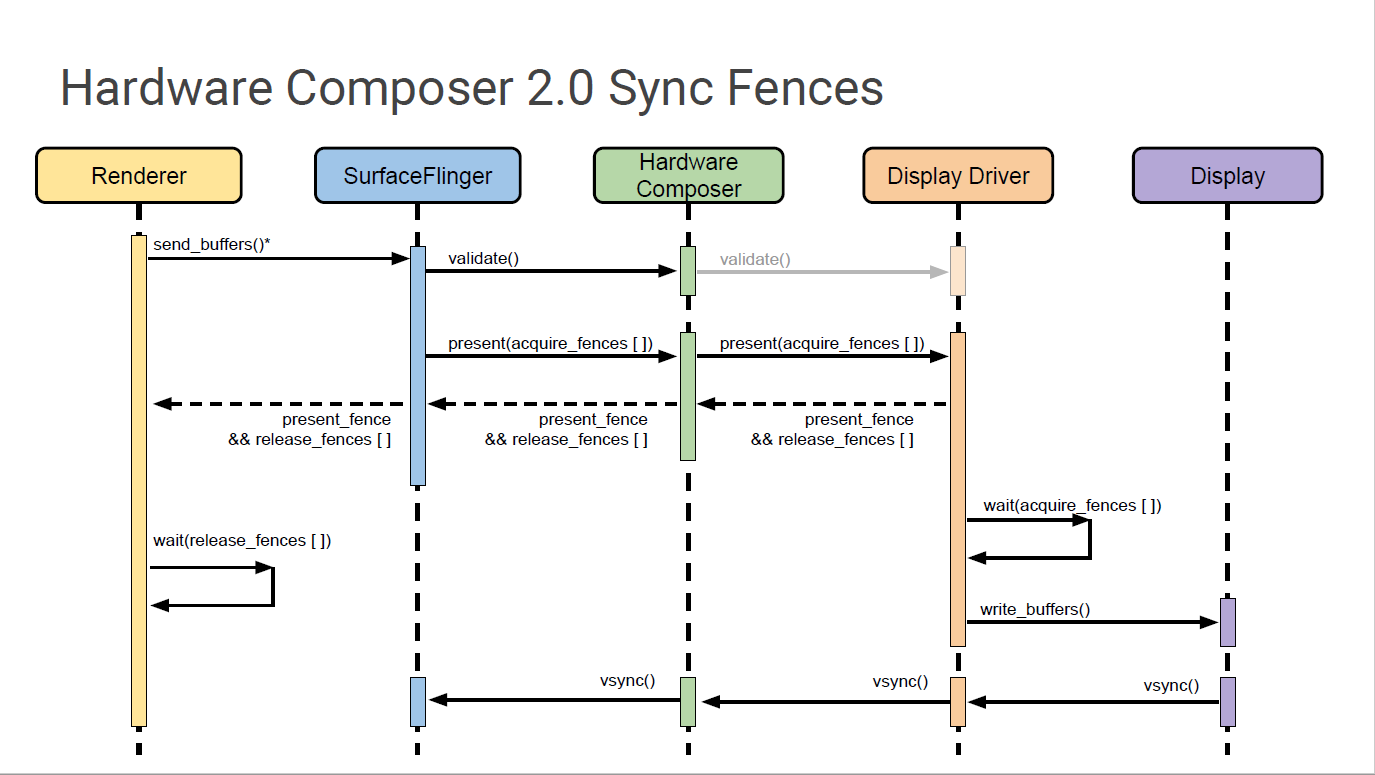 Hardware Composer 2.0 Sync Fences
Renderer
SurfaceFlinger
Hardware
Composer
Display Driver
Display
send_buffers()*
validate()
validate()
present(acquire_fences [ ])
present(acquire_fences [ ])
present_fence
&& release_fences [ ]
present_fence
&& release_fences [ ]
present_fence
&& release_fences [ ]
wait(acquire_fences [ ])
wait(release_fences [ ])
write_buffers()
vsync()
vsync()
vsync()